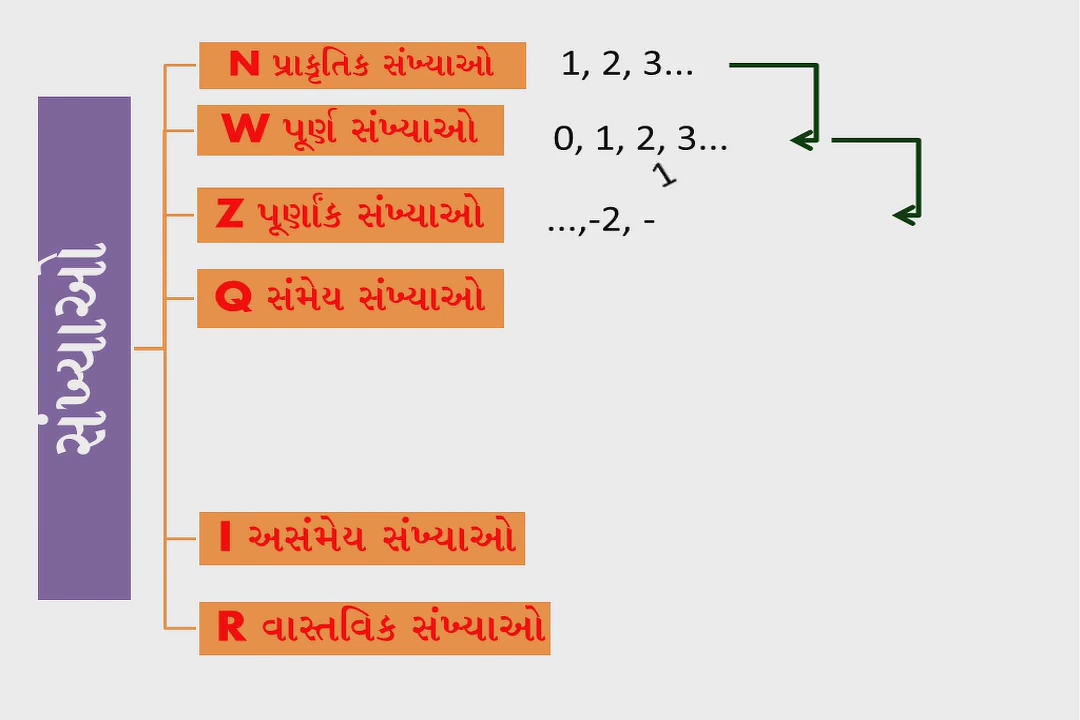 સંખ્યાઓ
N પ્રાકૃતિક સંખ્યાઓ 1, 2, 3...
W પૂર્ણ સંખ્યાઓ 0, 1, 2, 3...
1
Z પૂર્ણાંક સંખ્યાઓ ...,-2, -
Q સંમેય સંખ્યાઓ
I અસંમેય સંખ્યાઓ
R વાસ્તવિક સંખ્યાઓ